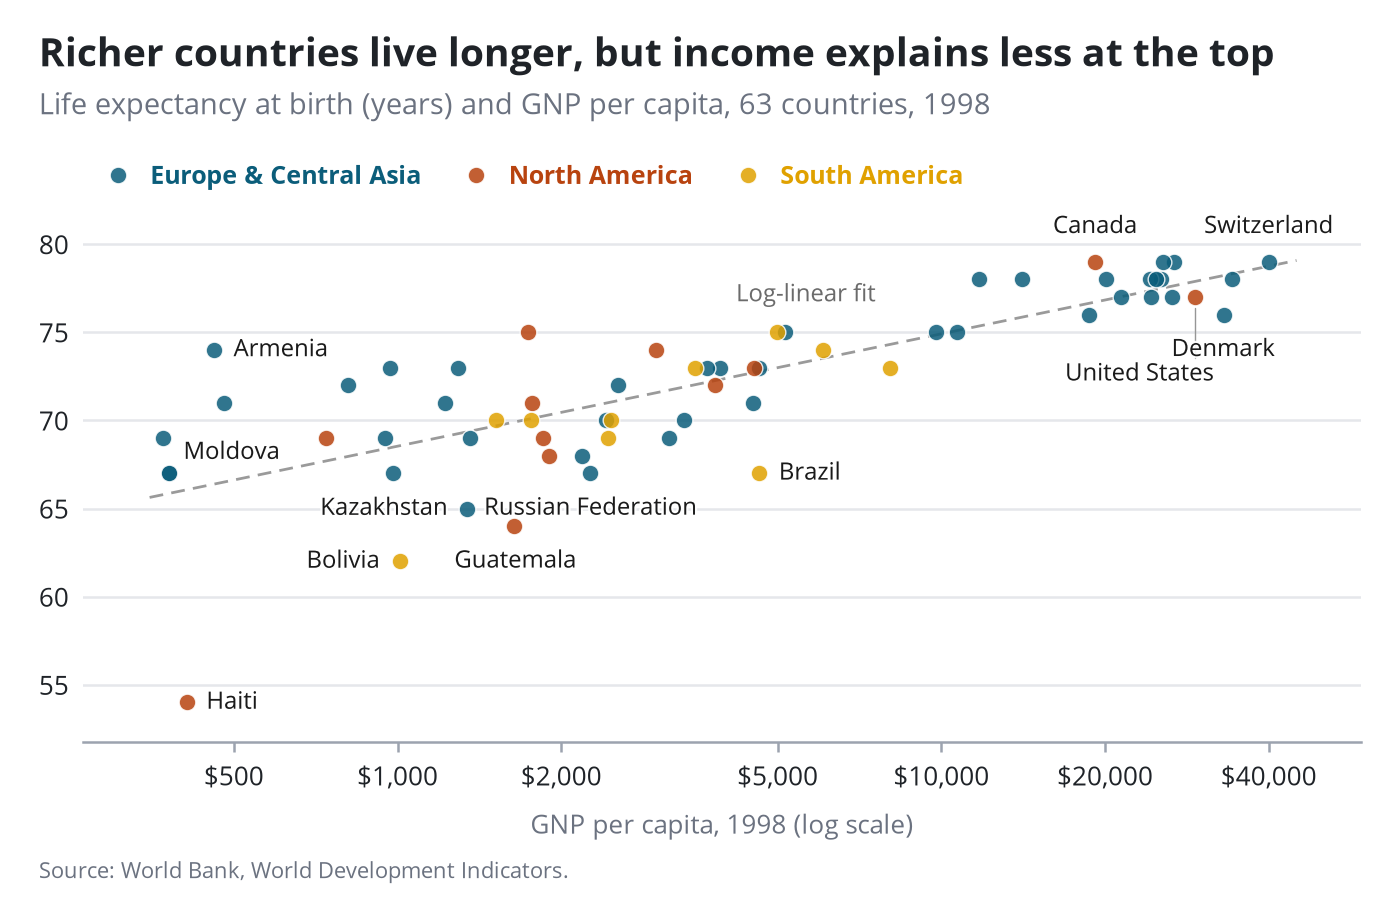 Richer countries live longer, but income explains less at the top
Life expectancy at birth (years) and GNP per capita, 63 countries, 1998
Europe & Central Asia North America South America
Canada Switzerland
80
Log-linear fit
75
Armenia Denmark
United States
70
Moldova
Brazil
65
Kazakhstan Russian Federation
Bolivia Guatemala
60
55
Haiti
$500 $1,000 $2,000 $5,000 $10,000 $20,000 $40,000
GNP per capita, 1998 (log scale)
Source: World Bank, World Development Indicators.